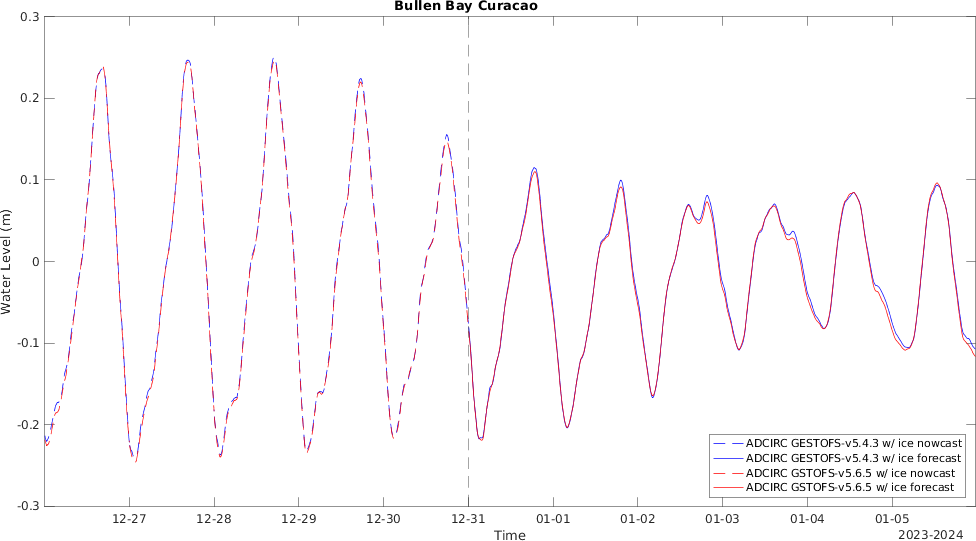 Bullen Bay Curacao
0.3
0.2
0.1
0
-0.1
-0.2
-0.3
Water Level (m)
12-27 12-28 12-29 12-30 12-31 01-01 01-02 01-03 01-04 01-05
Time
2023-2024
ADCIRC GESTOFS-v5.4.3 w/ ice nowcast
ADCIRC GESTOFS-v5.4.3 w/ ice forecast
ADCIRC GSTOFS-v5.6.5 w/ ice nowcast
ADCIRC GSTOFS-v5.6.5 w/ ice forecast